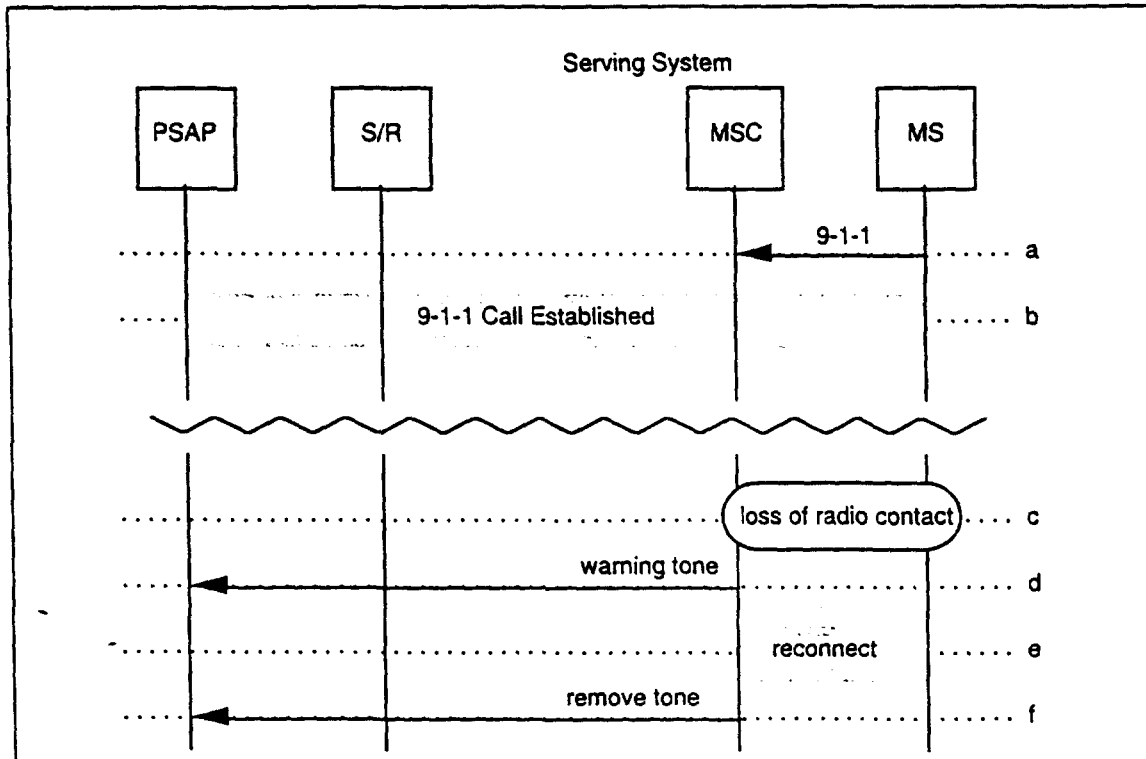 Serving System
PSAP S/R MSC MS
9-1-1 a
9-1-1 Call Established b
loss of radio contact c
warning tone d
reconnect e
remove tone f